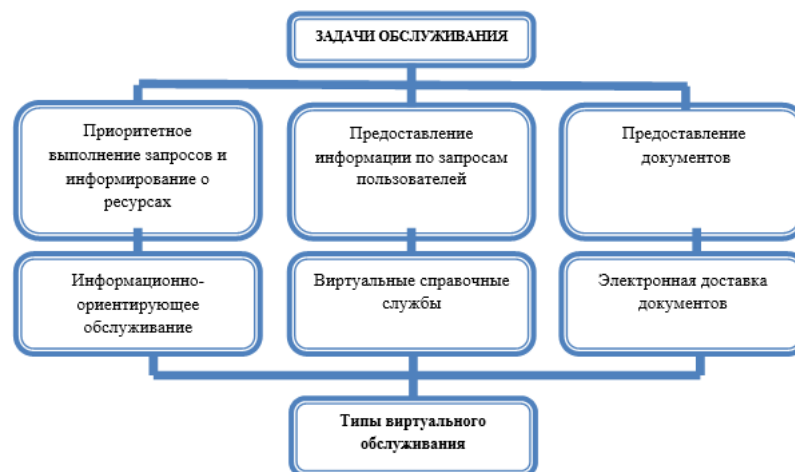 ЗАДАЧИ ОБСЛУЖИВАНИЯ
Приоритетное
выполнение запросов и
информирование о
ресурсах
Предоставление
информации по запросам
пользователей
Предоставление
документов
Информационно-
ориентирующее
обслуживание
Виртуальные справочные
службы
Электронная доставка
документов
Типы виртуального
обслуживания